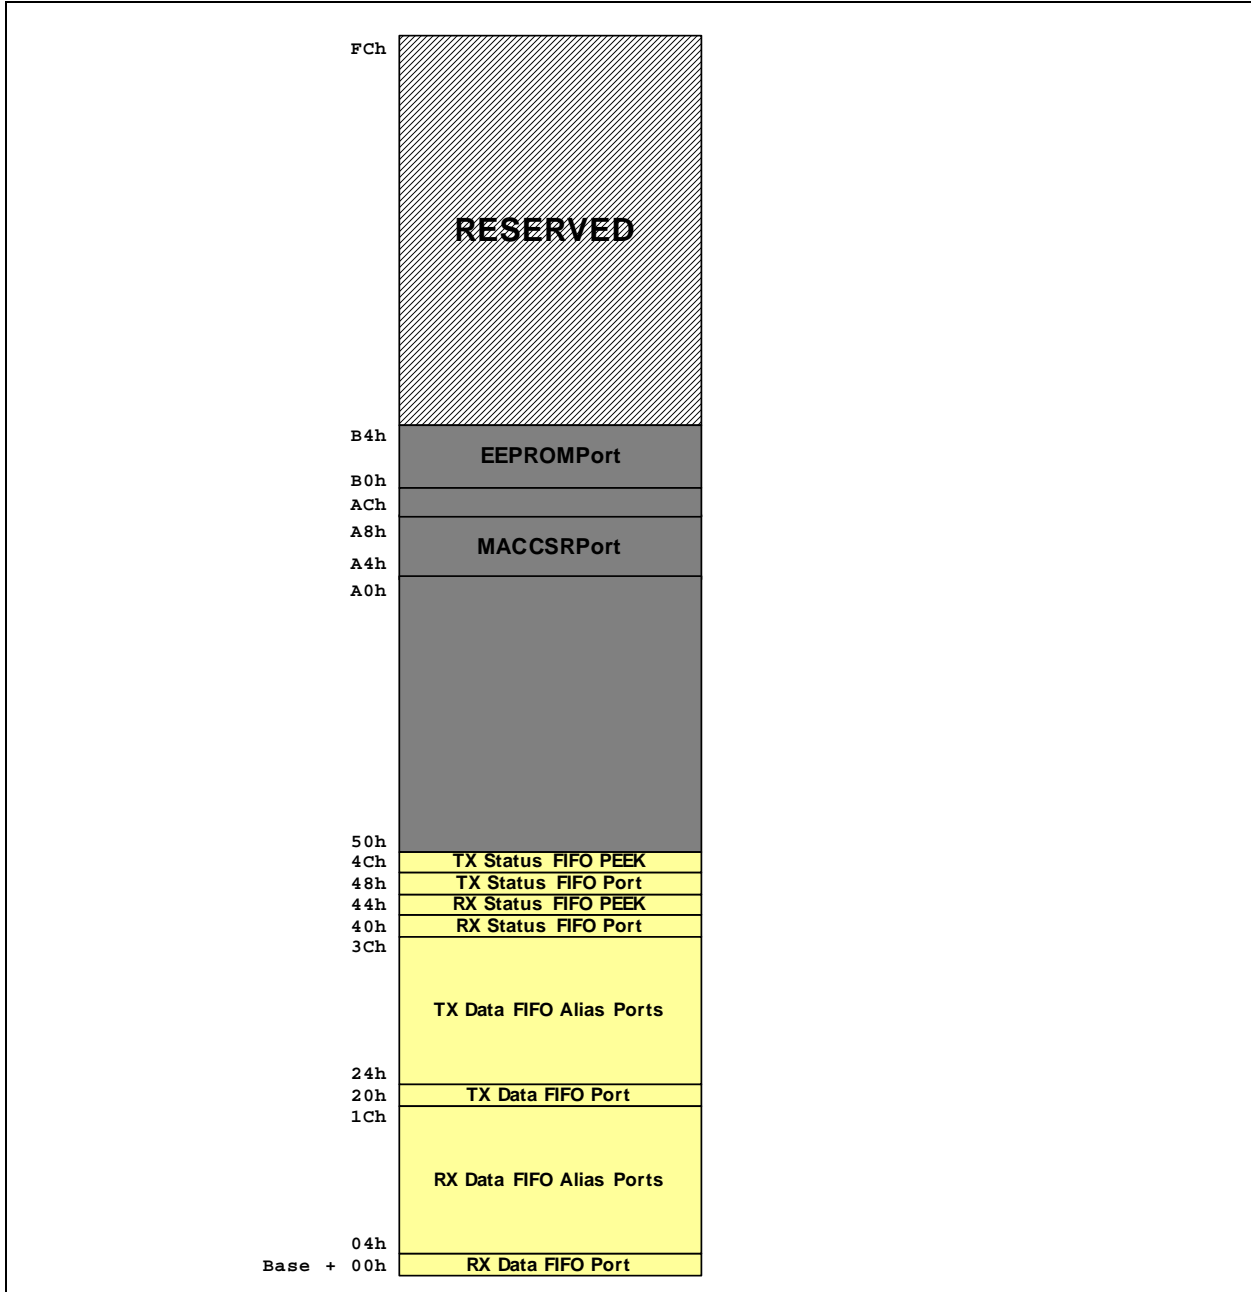 FCh
RESERVED
B4h
EEPROMPort
B0h
ACh
A8h
MACCSRPort
A4h
A0h
50h
4Ch TX Status FIFO PEEK
48h TX Status FIFO Port
44h RX Status FIFO PEEK
40h RX Status FIFO Port
3Ch
TX Data FIFO Alias Ports
24h
20h TX Data FIFO Port
1Ch
RX Data FIFO Alias Ports
04h
Base + 00h RX Data FIFO Port